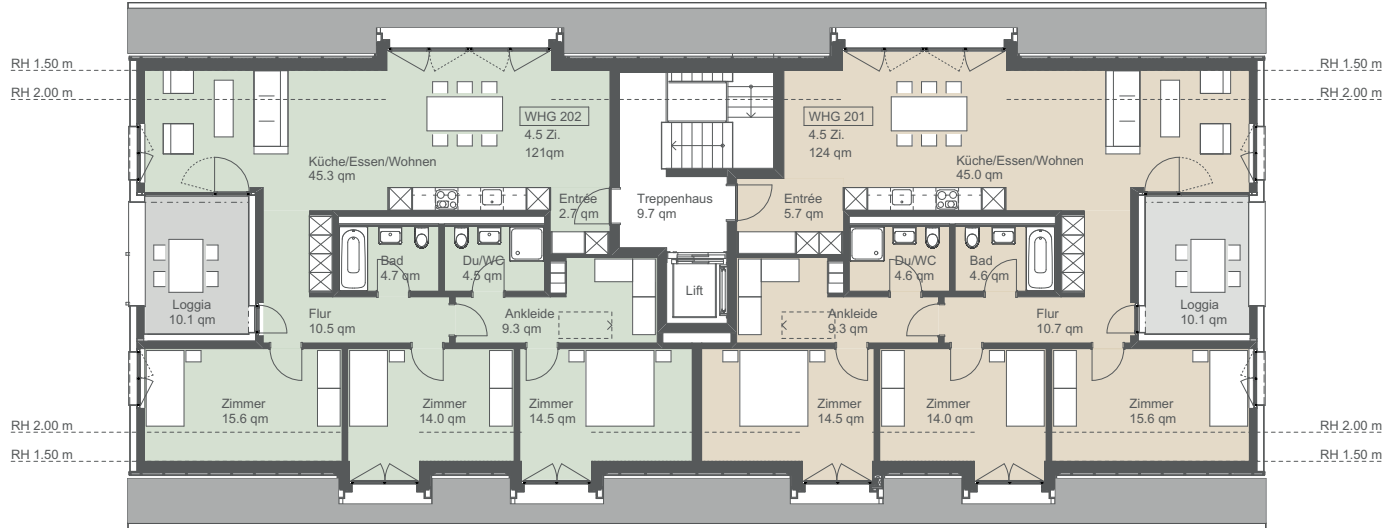 RH 1.50 m
RH 1.50 m
RH 2.00 m
RH 2.00 m
WHG 202
4.5 Zi.
121qm
WHG 201
4.5 Zi.
124 qm
Küche/Essen/Wohnen
45.3 qm
Küche/Essen/Wohnen
45.0 qm
Entrée
2.7 qm
Treppenhaus
9.7 qm
Entrée
5.7 qm
Bad
4.7 qm
Du/WC
4.5 qm
Du/WC
4.6 qm
Bad
4.6 qm
Lift
Loggia
10.1 qm
Loggia
10.1 qm
Flur
10.5 qm
Ankleide
9.3 qm
Ankleide
9.3 qm
Flur
10.7 qm
Zimmer
15.6 qm
Zimmer
14.0 qm
Zimmer
14.5 qm
Zimmer
14.5 qm
Zimmer
14.0 qm
Zimmer
15.6 qm
RH 2.00 m
RH 2.00 m
RH 1.50 m
RH 1.50 m